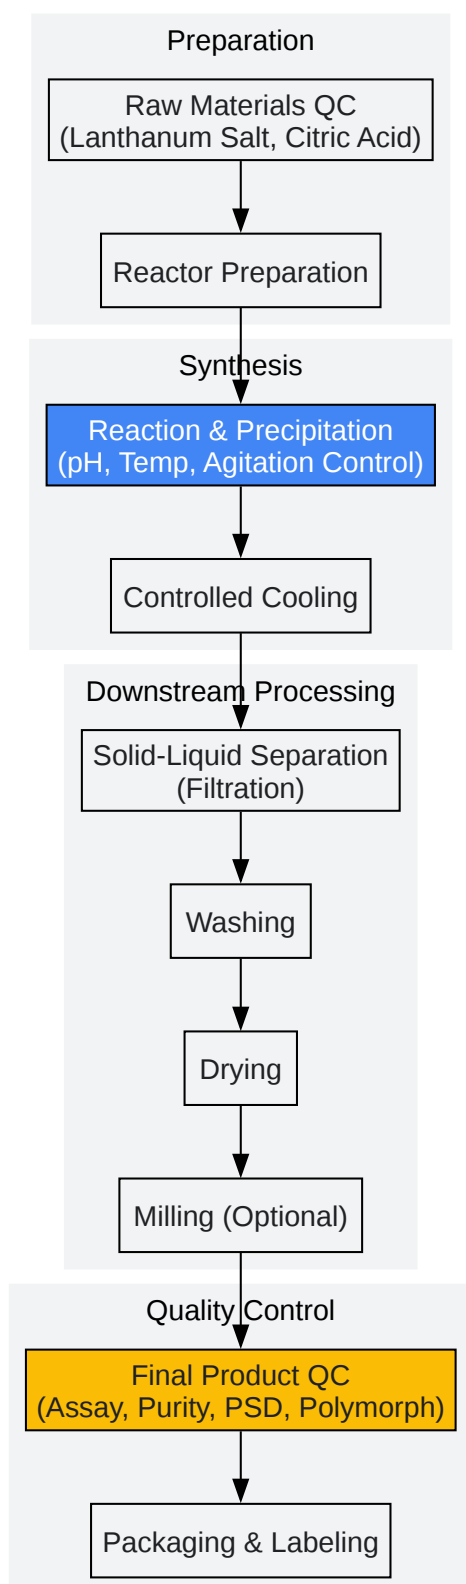 Preparation
Raw Materials QC
(Lanthanum Salt, Citric Acid)
Reactor Preparation
Synthesis
Reaction & Precipitation
(pH, Temp, Agitation Control)
Controlled Cooling
Downstream Processing
Solid-Liquid Separation
(Filtration)
Washing
Drying
Milling (Optional)
Quality Control
Final Product QC
(Assay, Purity, PSD, Polymorph)
Packaging & Labeling